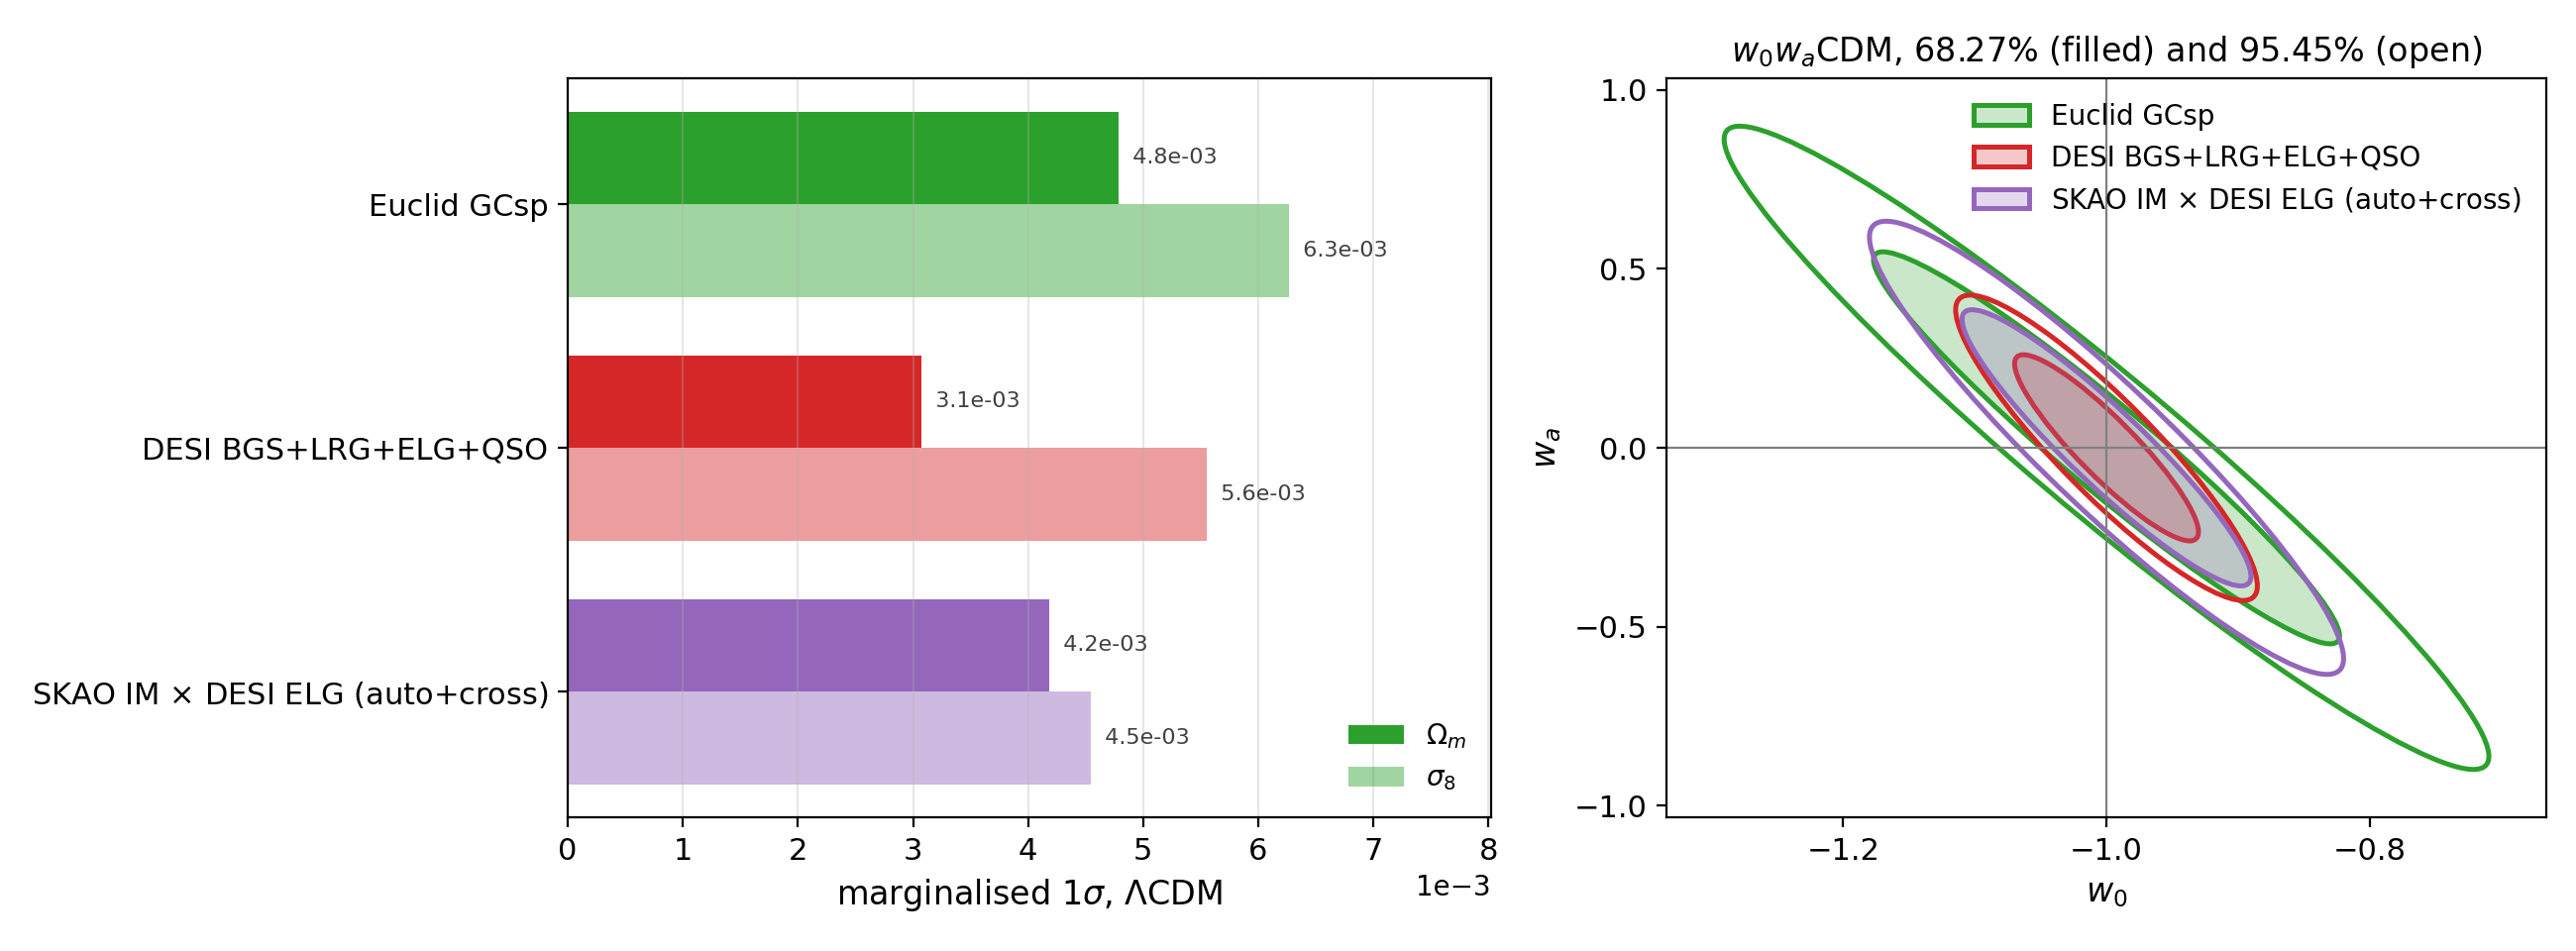 Euclid GCsp
DESI BGS+LRG+ELG+QSO
SKAO IM × DESI ELG (auto+cross)
4.8e-03
6.3e-03
3.1e-03
5.6e-03
4.2e-03
4.5e-03
Ωm
σ8
0 1 2 3 4 5 6 7 8
1e−3
marginalised 1σ, ΛCDM
w0waCDM, 68.27% (filled) and 95.45% (open)
Euclid GCsp
DESI BGS+LRG+ELG+QSO
SKAO IM × DESI ELG (auto+cross)
1.0
0.5
0.0
−0.5
−1.0
wa
−1.2 −1.0 −0.8
w0